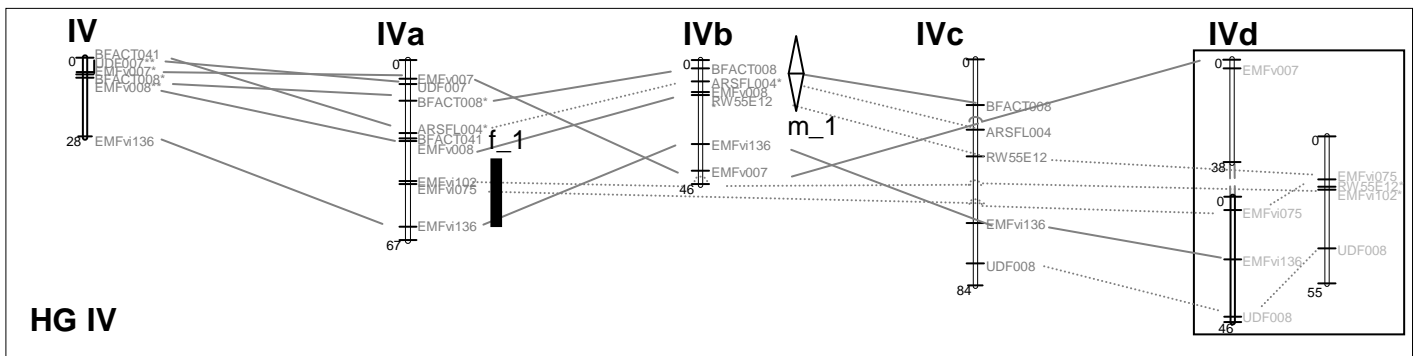 IV
IVa
IVb
IVc
IVd
0
BFACT041
UDF007**
EMFv007*
BFACT008*
EMFv008**
28
EMFvi136
0
EMFv007
UDF007
BFACT008*
ARSFL004*
BFACT041
EMFv008
f_1
EMFvi102
EMFvi075
EMFvi136
67
0
BFACT008
ARSFL004*
EMFv008
RW55E12
m_1
EMFvi136
EMFv007
46
0
BFACT008
ARSFL004
RW55E12
EMFvi136
UDF008
84
0
EMFv007
38
0
EMFvi075
EMFvi136
UDF008
46
0
EMFvi075
RW55E12*
EMFvi102*
UDF008
55
HG IV